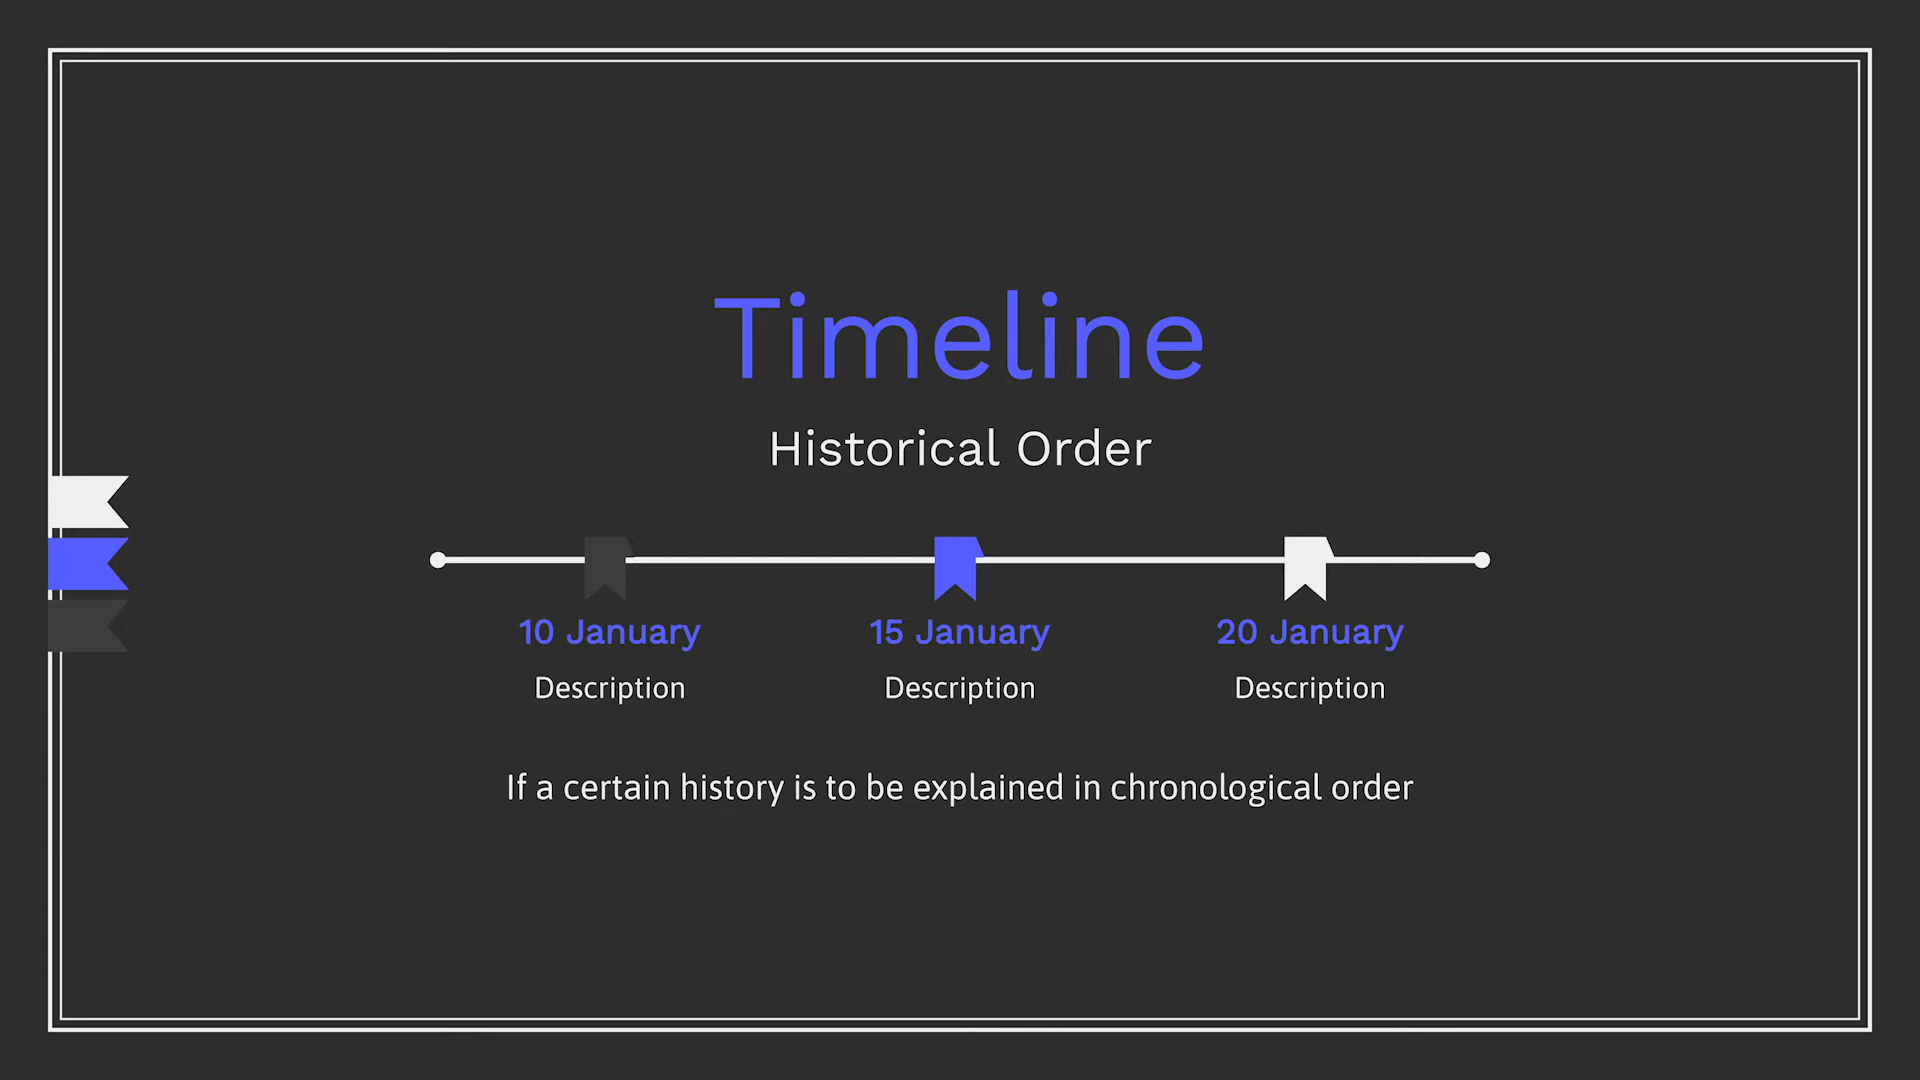 Timeline
Historical Order
10 January
15 January
20 January
Description
Description
Description
If a certain history is to be explained in chronological order